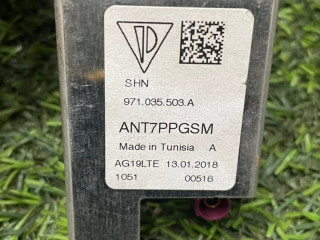 SHN
971.035.503.A
ANT7PPGSM
Made in Tunisia A
AG19LTE 13.01.2018
1051 00516